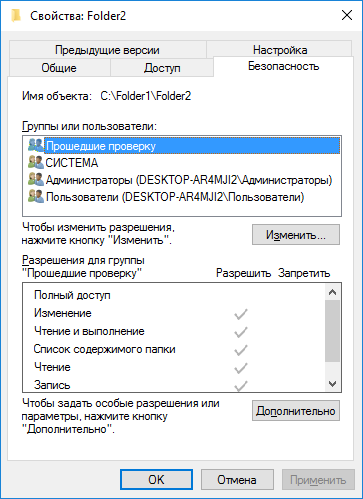 Свойства: Folder2
Предыдущие версии Настройка
Общие Доступ Безопасность
Имя объекта: C:\Folder1\Folder2
Группы или пользователи:
Прошедшие проверку
СИСТЕМА
Администраторы (DESKTOP-AR4MJI2\Администраторы)
Пользователи (DESKTOP-AR4MJI2\Пользователи)
Чтобы изменить разрешения,
нажмите кнопку "Изменить".
Изменить...
Разрешения для группы
"Прошедшие проверку" Разрешить Запретить
Полный доступ
Изменение
Чтение и выполнение
Список содержимого папки
Чтение
Запись
Чтобы задать особые разрешения или
параметры, нажмите кнопку
"Дополнительно".
Дополнительно
OK Отмена Применить